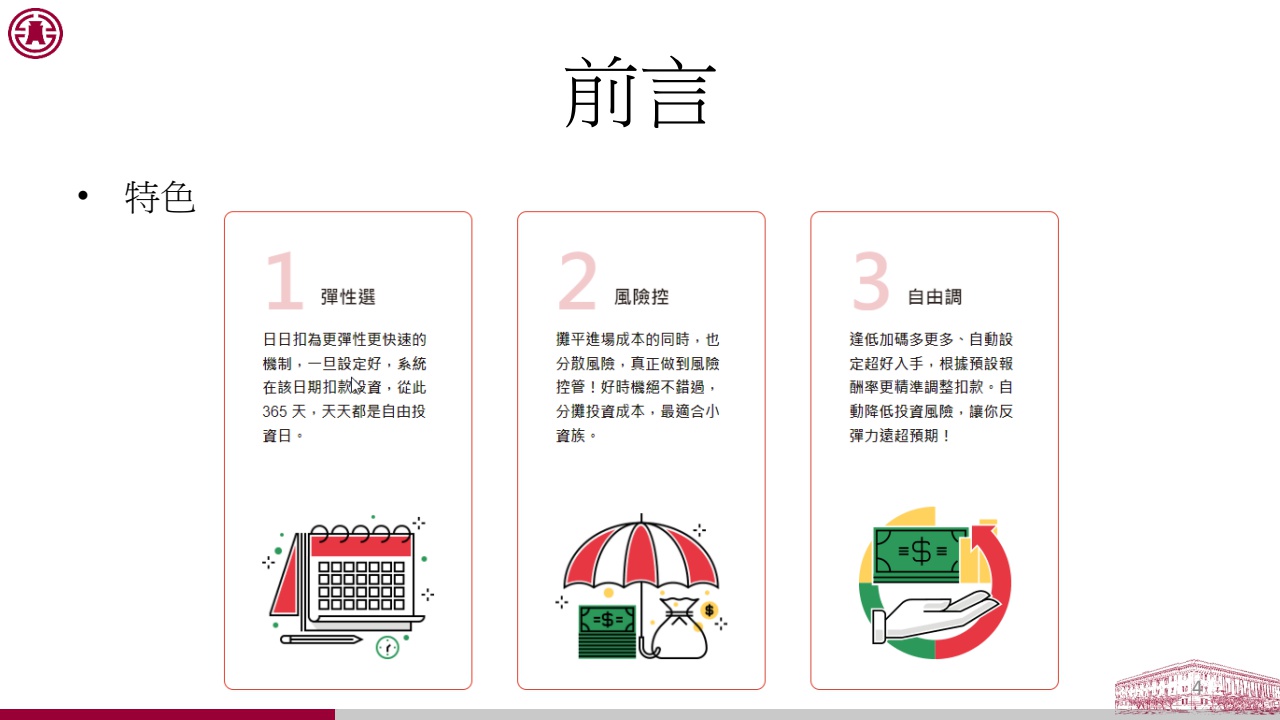 前言
• 特色
1 彈性選
日日扣為更彈性更快速的
機制，一旦設定好，系統
在該日期扣款投資，從此
365 天，天天都是自由投
資日。
2 風險控
攤平進場成本的同時，也
分散風險，真正做到風險
控管！好時機絕不錯過，
分攤投資成本，最適合小
資族。
3 自由調
逢低加碼多更多、自動設
定超好入手，根據預設報
酬率更精準調整扣款。自
動降低投資風險，讓你反
彈力遠超預期！
4